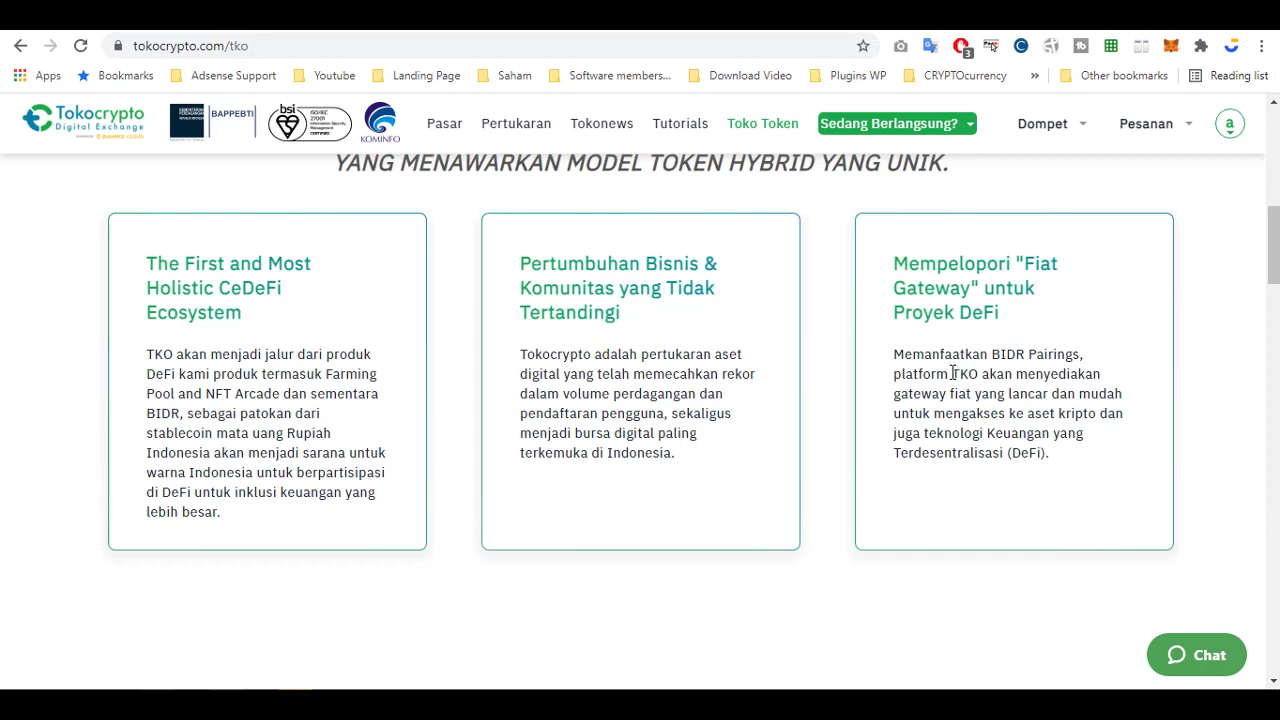 tokocrypto.com/tko
3
Apps Bookmarks Adsense Support Youtube Landing Page Saham Software members... Download Video Plugins WP CRYPTOcurrency » Other bookmarks Reading list
Tokocrypto
Digital Exchange
BAPPEBTI
bsi
ISO/IEC
27001
KOMINFO
Pasar Pertukaran Tokonews Tutorials Toko Token Sedang Berlangsung? Dompet Pesanan a
YANG MENAWARKAN MODEL TOKEN HYBRID YANG UNIK.
The First and Most
Holistic CeDeFi
Ecosystem
TKO akan menjadi jalur dari produk
DeFi kami produk termasuk Farming
Pool and NFT Arcade dan sementara
BIDR, sebagai patokan dari
stablecoin mata uang Rupiah
Indonesia akan menjadi sarana untuk
warna Indonesia untuk berpartisipasi
di DeFi untuk inklusi keuangan yang
lebih besar.
Pertumbuhan Bisnis &
Komunitas yang Tidak
Tertandingi
Tokocrypto adalah pertukaran aset
digital yang telah memecahkan rekor
dalam volume perdagangan dan
pendaftaran pengguna, sekaligus
menjadi bursa digital paling
terkemuka di Indonesia.
Mempelopori "Fiat
Gateway" untuk
Proyek DeFi
Memanfaatkan BIDR Pairings,
platform TKO akan menyediakan
gateway fiat yang lancar dan mudah
untuk mengakses ke aset kripto dan
juga teknologi Keuangan yang
Terdesentralisasi (DeFi).
Chat